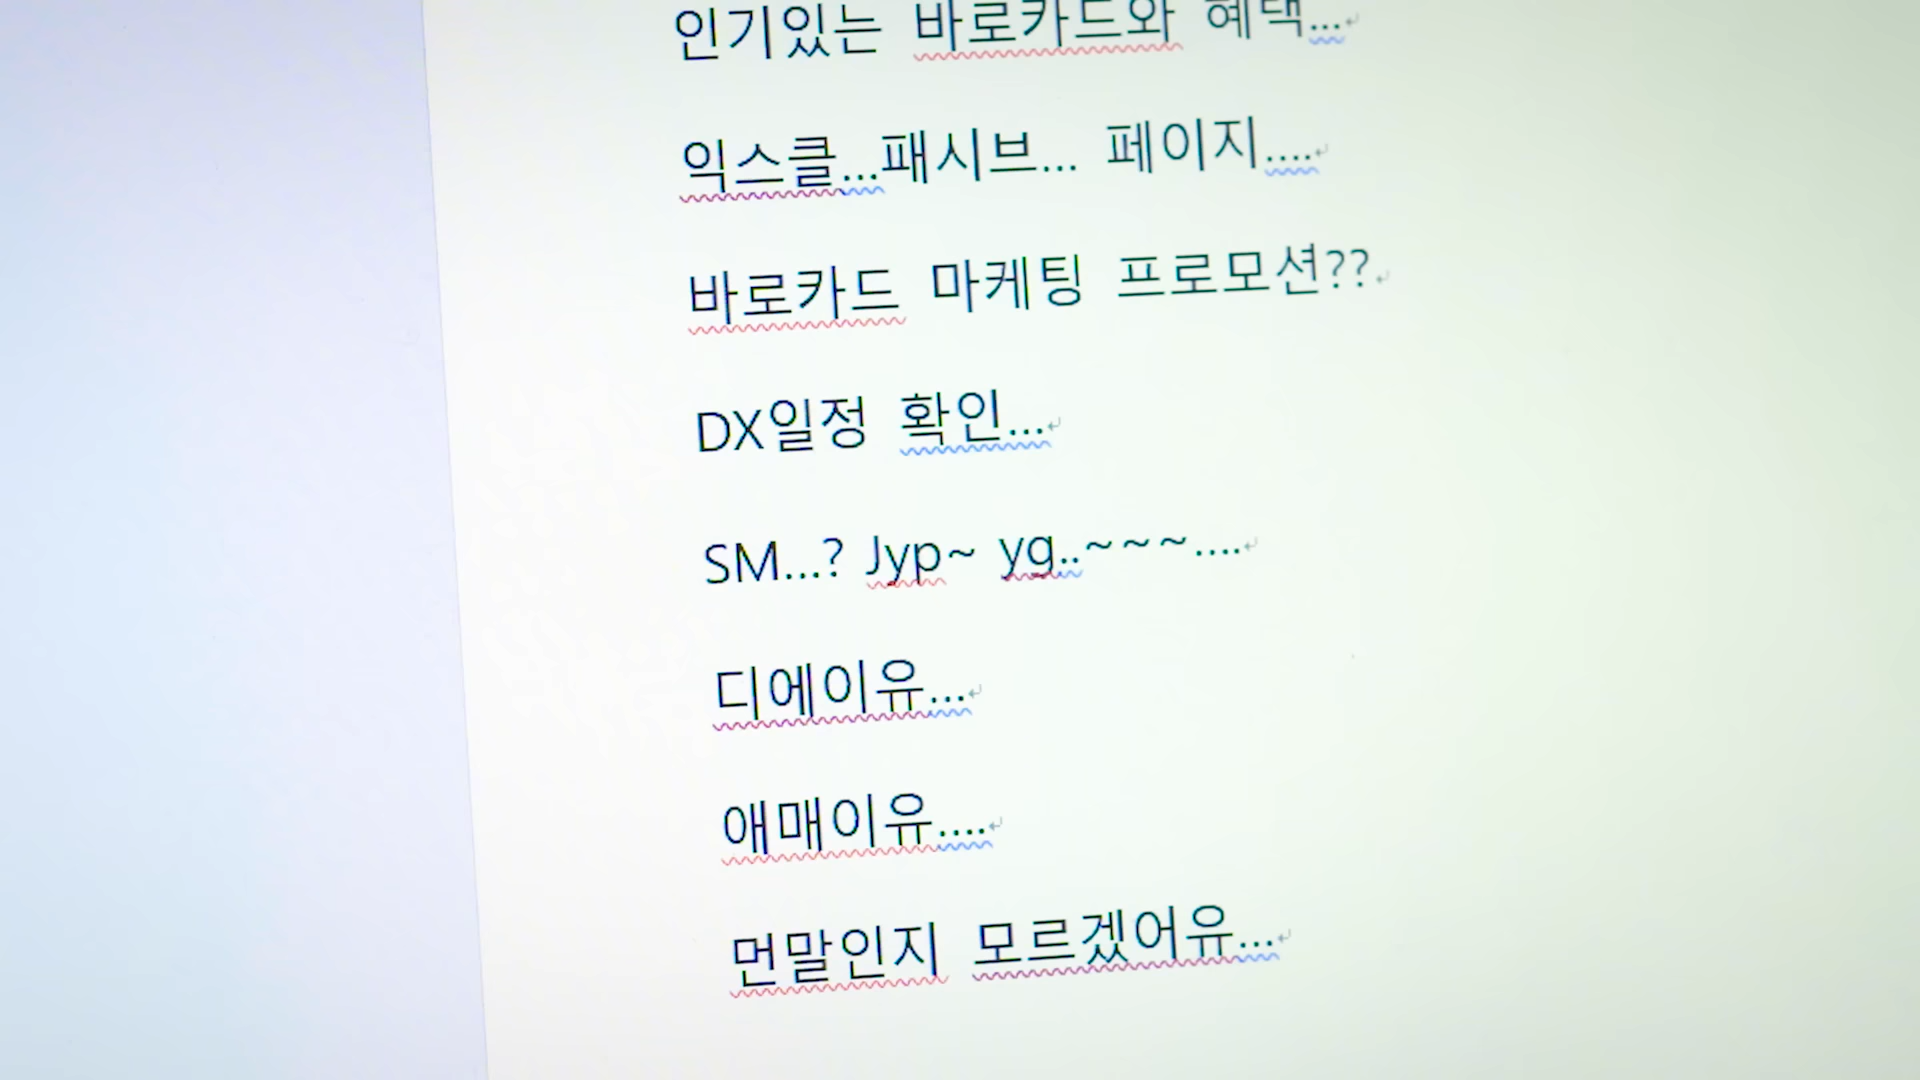 인기있는 바로카드와 혜택...
익스클...패시브... 페이지....
바로카드 마케팅 프로모션??
DX일정 확인...
SM...? Jyp~ yg..~~~....
디에이유...
애매이유....
먼말인지 모르겠어유...